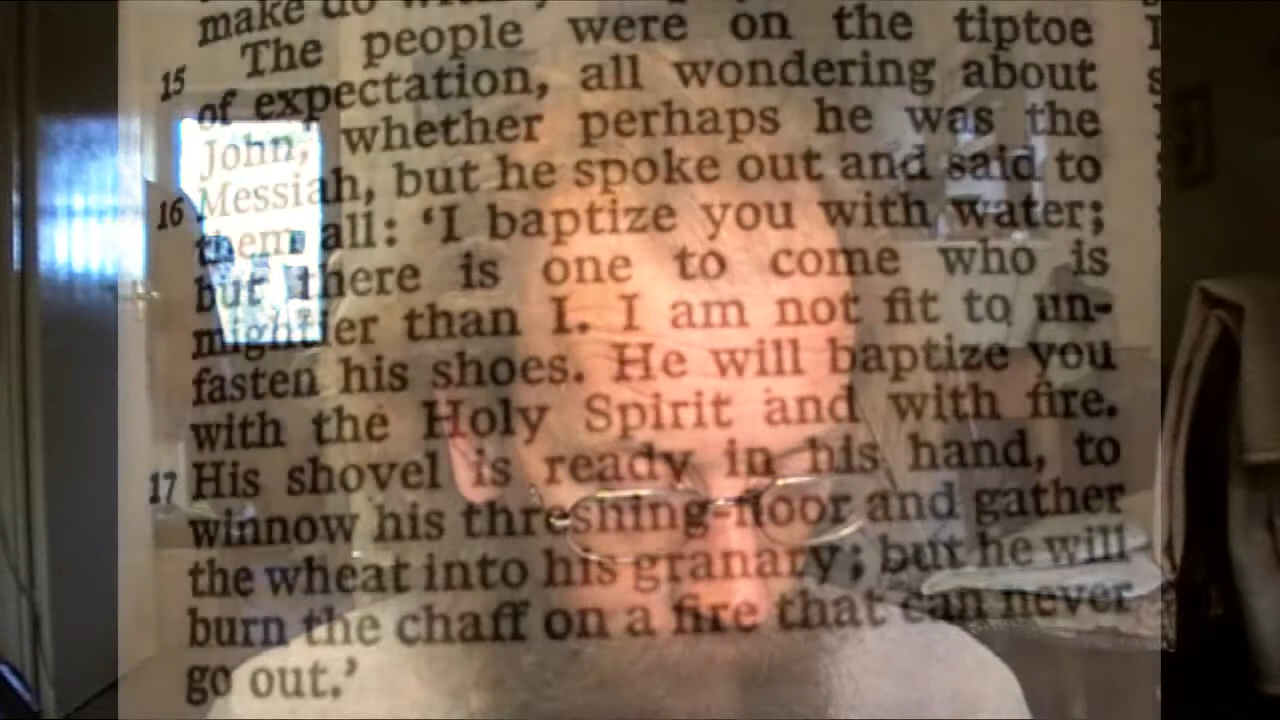 make do with
The people were on the tiptoe
15 of expectation, all wondering about
John, whether perhaps he was the
Messiah, but he spoke out and said to
16 them all: ‘I baptize you with water;
but there is one to come who is
mightier than I. I am not fit to un-
fasten his shoes. He will baptize you
with the Holy Spirit and with fire.
17 His shovel is ready in his hand, to
winnow his threshing-floor and gather
the wheat into his granary; but he will
burn the chaff on a fire that can never
go out.’